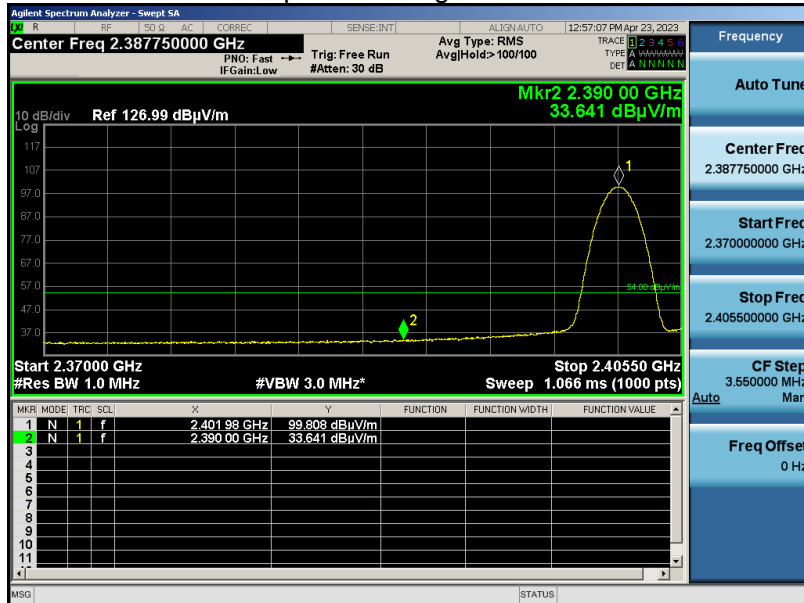 Agilent Spectrum Analyzer - Swept SA
LXI R RF 50 Ω AC CORREC SENSE:INT ALIGN AUTO 12:57:07 PM Apr 23, 2023
Center Freq 2.387750000 GHz
PNO: Fast
IFGain:Low
Trig: Free Run
#Atten: 30 dB
Avg Type: RMS
Avg|Hold:>100/100
TRACE 1 2 3 4 5 6
TYPE A
DET A N N N N N
Mkr2 2.390 00 GHz
33.641 dBµV/m
10 dB/div Ref 126.99 dBµV/m
Log
117
107
97.0
87.0
77.0
67.0
57.0
47.0
37.0
1
54.00 dBµV/m
2
Start 2.37000 GHz Stop 2.40550 GHz
#Res BW 1.0 MHz #VBW 3.0 MHz* Sweep 1.066 ms (1000 pts)
MKR MODE TRC SCL X Y FUNCTION FUNCTION WIDTH FUNCTION VALUE
1 N 1 f 2.401 98 GHz 99.808 dBµV/m
2 N 1 f 2.390 00 GHz 33.641 dBµV/m
3
4
5
6
7
8
9
10
11
MSG STATUS
Frequency
Auto Tune
Center Freq
2.387750000 GHz
Start Freq
2.370000000 GHz
Stop Freq
2.405500000 GHz
CF Step
3.550000 MHz
Auto Man
Freq Offset
0 Hz